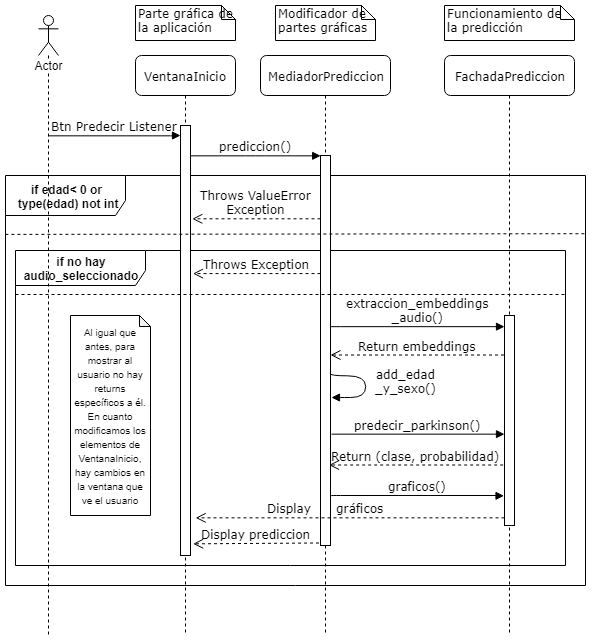 Parte gráfica de
la aplicación
Modificador de
partes gráficas
Funcionamiento de
la predicción
Actor
VentanaInicio
MediadorPrediccion
FachadaPrediccion
Btn Predecir Listener
prediccion()
if edad< 0 or
type(edad) not int
Throws ValueError
Exception
if no hay
audio_seleccionado
Throws Exception
extraccion_embeddings
_audio()
Return embeddings
add_edad
_y_sexo()
Al igual que
antes, para
mostrar al
usuario no hay
returns
específicos a él.
En cuanto
modificamos los
elementos de
VentanaInicio,
hay cambios en
la ventana que
ve el usuario
predecir_parkinson()
Return (clase, probabilidad)
graficos()
Display gráficos
Display prediccion